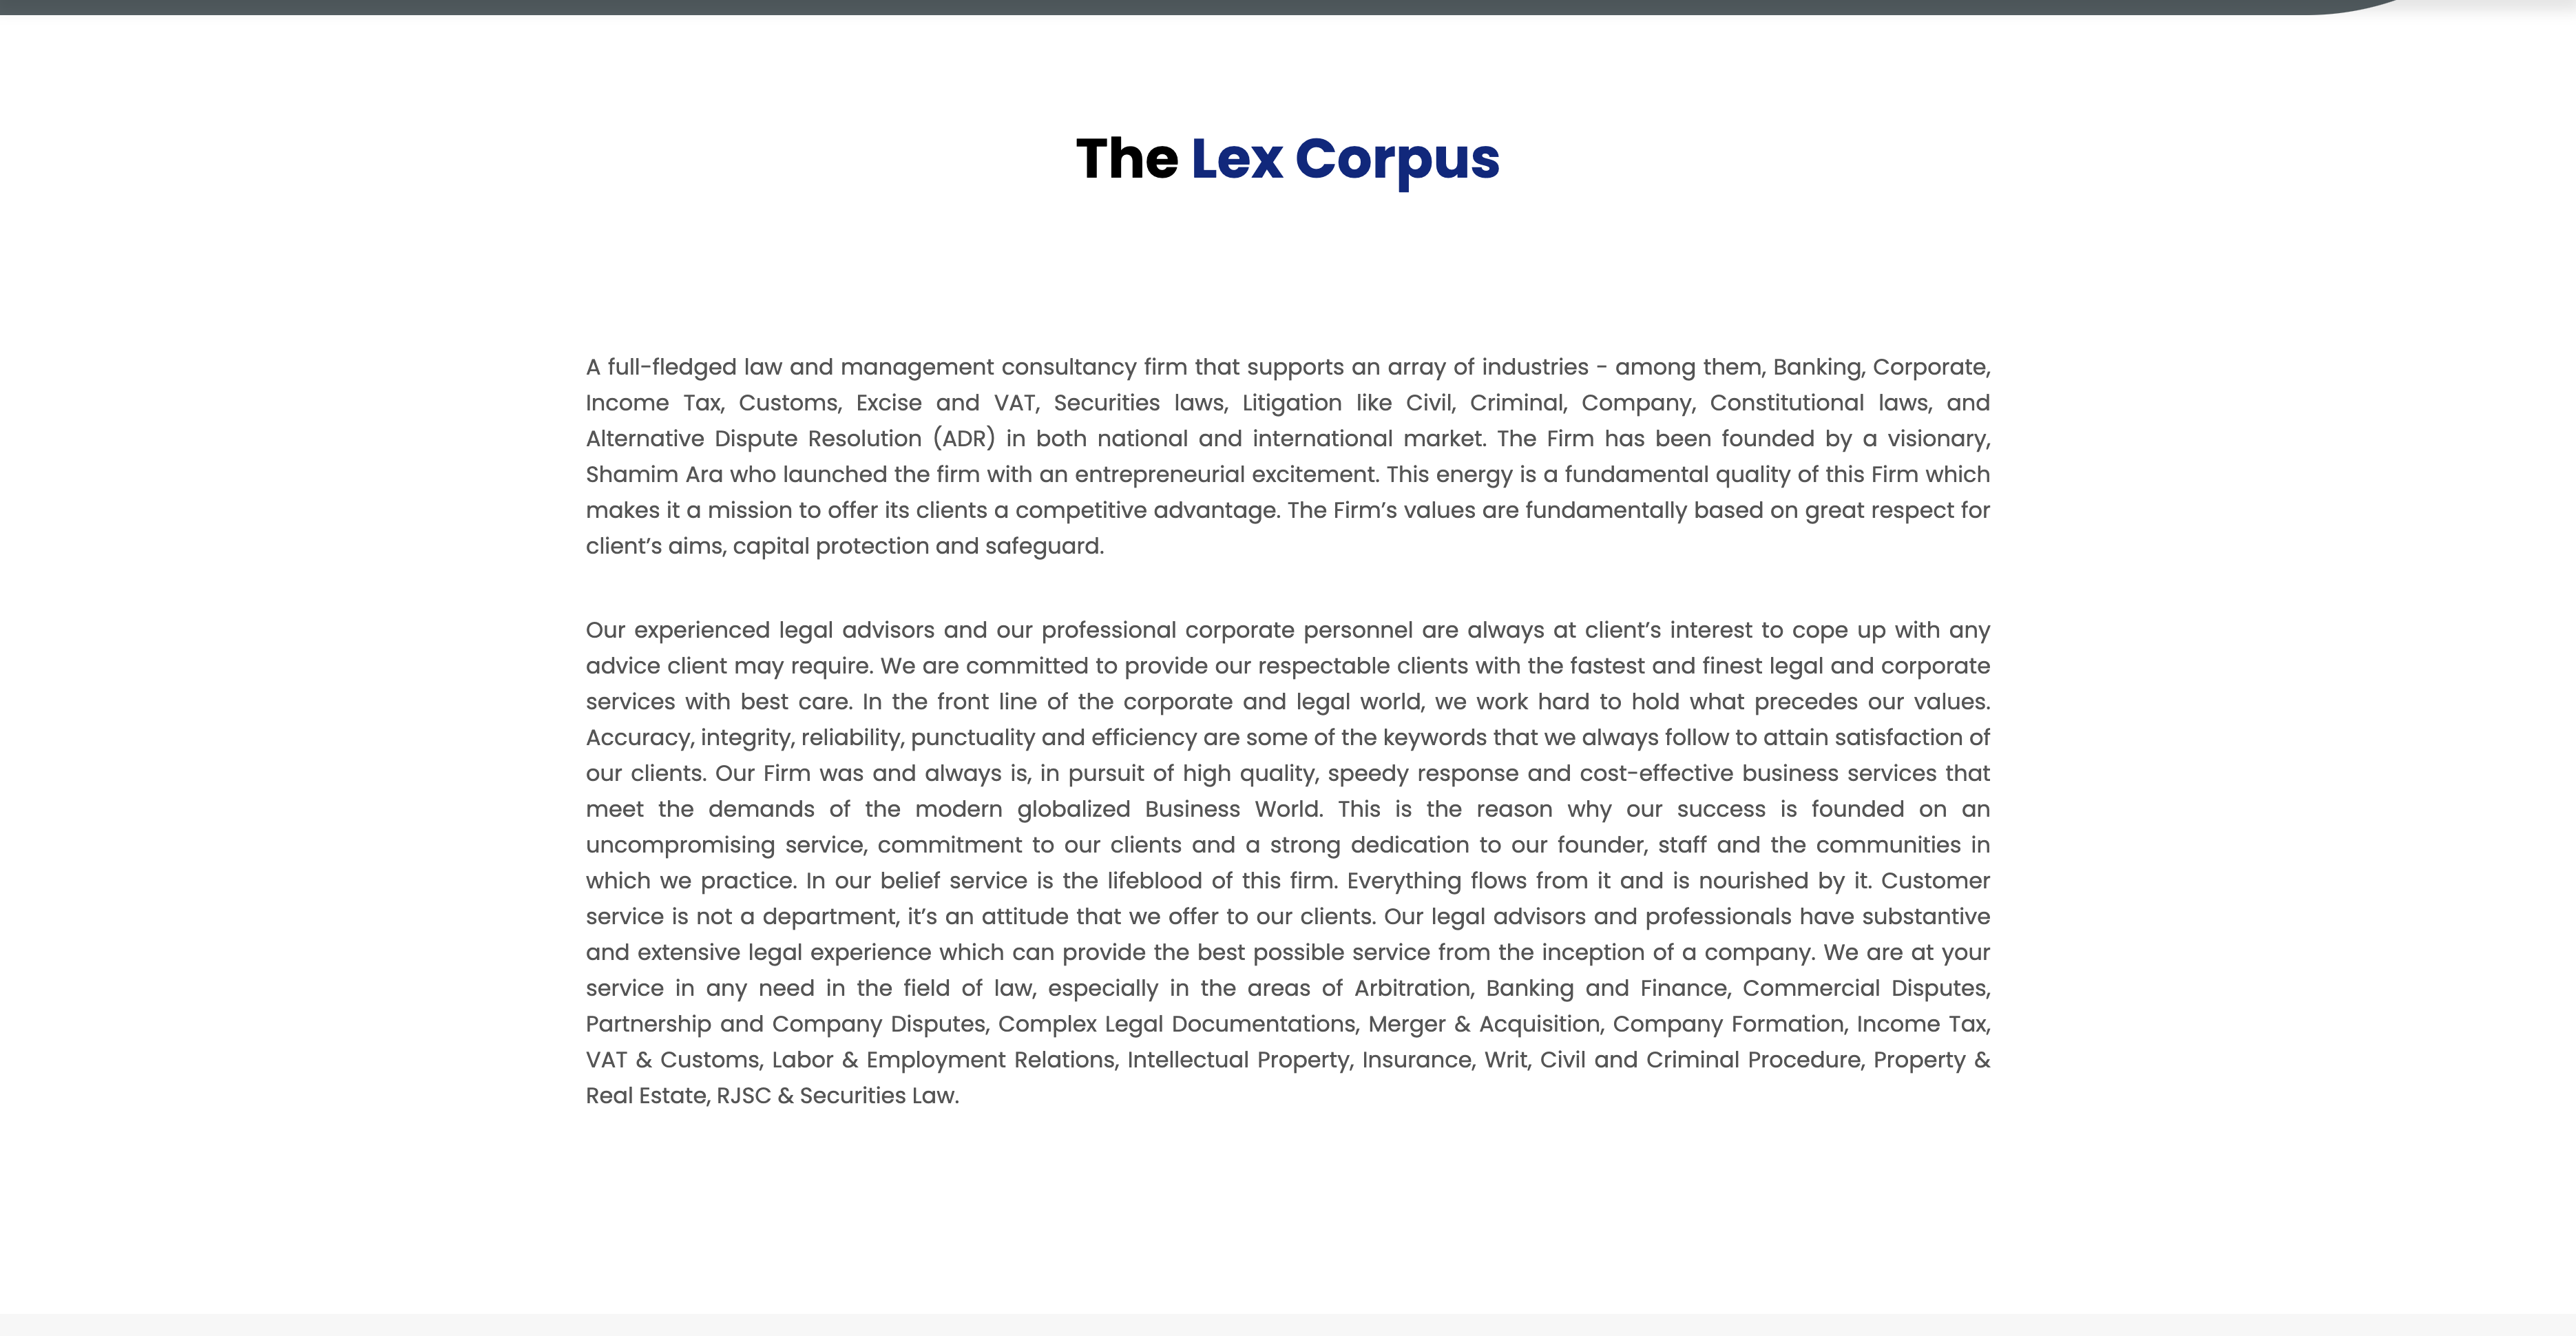 The Lex Corpus
A full-fledged law and management consultancy firm that supports an array of industries - among them, Banking, Corporate,
Income Tax, Customs, Excise and VAT, Securities laws, Litigation like Civil, Criminal, Company, Constitutional laws, and
Alternative Dispute Resolution (ADR) in both national and international market. The Firm has been founded by a visionary,
Shamim Ara who launched the firm with an entrepreneurial excitement. This energy is a fundamental quality of this Firm which
makes it a mission to offer its clients a competitive advantage. The Firm’s values are fundamentally based on great respect for
client’s aims, capital protection and safeguard.
Our experienced legal advisors and our professional corporate personnel are always at client’s interest to cope up with any
advice client may require. We are committed to provide our respectable clients with the fastest and finest legal and corporate
services with best care. In the front line of the corporate and legal world, we work hard to hold what precedes our values.
Accuracy, integrity, reliability, punctuality and efficiency are some of the keywords that we always follow to attain satisfaction of
our clients. Our Firm was and always is, in pursuit of high quality, speedy response and cost-effective business services that
meet the demands of the modern globalized Business World. This is the reason why our success is founded on an
uncompromising service, commitment to our clients and a strong dedication to our founder, staff and the communities in
which we practice. In our belief service is the lifeblood of this firm. Everything flows from it and is nourished by it. Customer
service is not a department, it’s an attitude that we offer to our clients. Our legal advisors and professionals have substantive
and extensive legal experience which can provide the best possible service from the inception of a company. We are at your
service in any need in the field of law, especially in the areas of Arbitration, Banking and Finance, Commercial Disputes,
Partnership and Company Disputes, Complex Legal Documentations, Merger & Acquisition, Company Formation, Income Tax,
VAT & Customs, Labor & Employment Relations, Intellectual Property, Insurance, Writ, Civil and Criminal Procedure, Property &
Real Estate, RJSC & Securities Law.